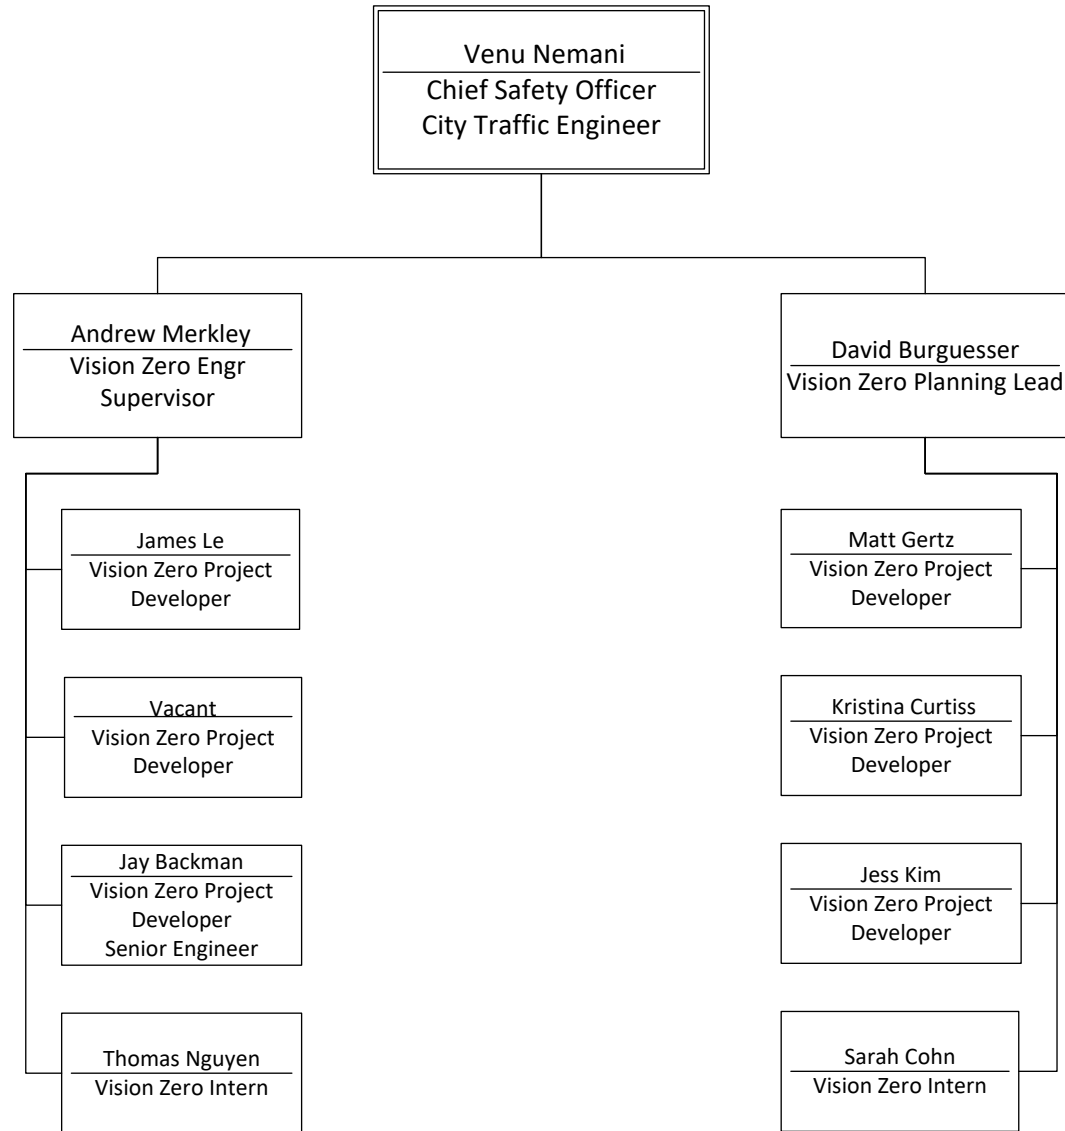 Venu Nemani
Chief Safety Officer
City Traffic Engineer
Andrew Merkley
Vision Zero Engr
Supervisor
David Burguesser
Vision Zero Planning Lead
James Le
Vision Zero Project
Developer
Vacant
Vision Zero Project
Developer
Jay Backman
Vision Zero Project
Developer
Senior Engineer
Thomas Nguyen
Vision Zero Intern
Matt Gertz
Vision Zero Project
Developer
Kristina Curtiss
Vision Zero Project
Developer
Jess Kim
Vision Zero Project
Developer
Sarah Cohn
Vision Zero Intern